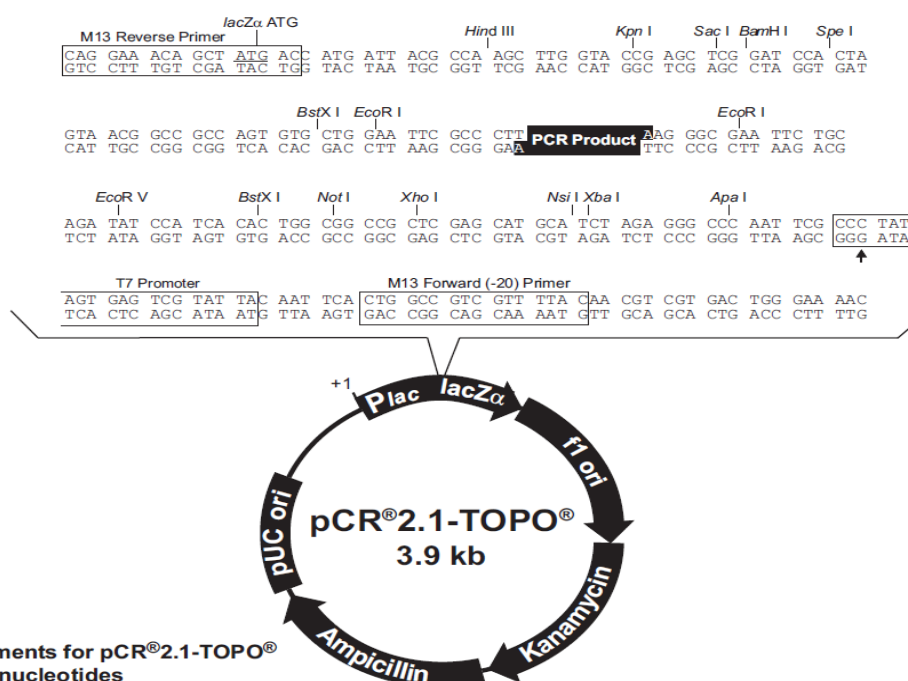 lacZα ATG
M13 Reverse Primer Hind III Kpn I Sac I BamH I Spe I
CAG GAA ACA GCT ATG ACC ATG ATT ACG CCA AGC TTG GTA CCG AGC TCG GAT CCA CTA
GTC CTT TGT CGA TAC TGG TAC TAA TGC GGT TCG AAC CAT GGC TCG AGC CTA GGT GAT
BstX I EcoR I EcoR I
GTA ACG GCC GCC AGT GTG CTG GAA TTC GCC CTT PCR Product AAG GGC GAA TTC TGC
CAT TGC CGG CGG TCA CAC GAC CTT AAG CGG GAA TTC CCG CTT AAG ACG
EcoR V BstX I Not I Xho I Nsi I Xba I Apa I
AGA TAT CCA TCA CAC TGG CGG CCG CTC GAG CAT GCA TCT AGA GGG CCC AAT TCG CCC TAT
TCT ATA GGT AGT GTG ACC GCC GGC GAG CTC GTA CGT AGA TCT CCC GGG TTA AGC GGG ATA
T7 Promoter M13 Forward (-20) Primer
AGT GAG TCG TAT TAC AAT TCA CTG GCC GTC GTT TTA CAA CGT CGT GAC TGG GAA AAC
TCA CTC AGC ATA ATG TTA AGT GAC CGG CAG CAA AAT GTT GCA GCA CTG ACC CTT TTG
+1 Plac lacZα
f1 ori
pUC ori
pCR®2.1-TOPO®
3.9 kb
Kanamycin
Ampicillin
ments for pCR®2.1-TOPO®
nucleotides